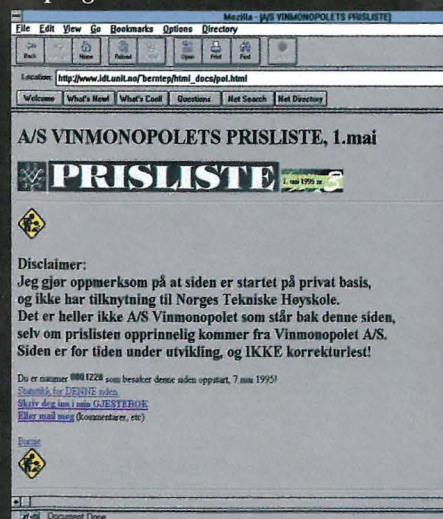 Mozilla - [A/S VINMONOPOLETS PRISLISTE]
File Edit View Go Bookmarks Options Directory
Back Home Reload Open Print Find
Location: http://www.idt.unit.no/~berntep/html_docs/pol.html
Welcome What's New! What's Cool! Questions Net Search Net Directory
A/S VINMONOPOLETS PRISLISTE, 1.mai
PRISLISTE 1. mai 1995 nr. 3
Disclaimer:
Jeg gjør oppmerksom på at siden er startet på privat basis,
og ikke har tilknytning til Norges Tekniske Høyskole.
Det er heller ikke A/S Vinmonopolet som står bak denne siden,
selv om prislisten opprinnelig kommer fra Vinmonopolet A/S.
Siden er for tiden under utvikling, og IKKE korrekturlest!
Du er nummer 0001220 som besøker denne siden oppstart, 7.mai 1995!
Statistikk for DENNE siden
Skriv deg inn i min GJESTEBOK
Eller mail meg (kommentarer, etc)
Document Done